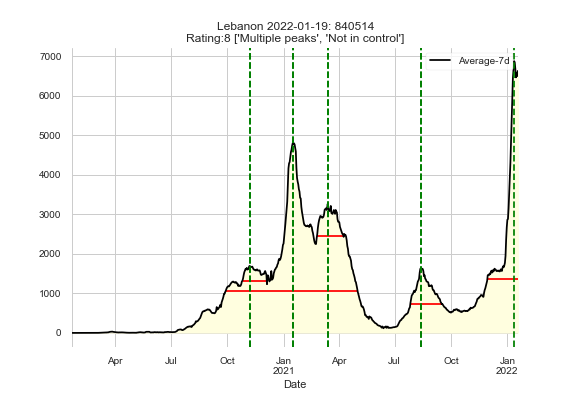 Lebanon 2022-01-19: 840514
Rating:8 ['Multiple peaks', 'Not in control']
Average-7d
7000
6000
5000
4000
3000
2000
1000
0
Apr Jul Oct Jan Apr Jul Oct Jan
2021 2022
Date